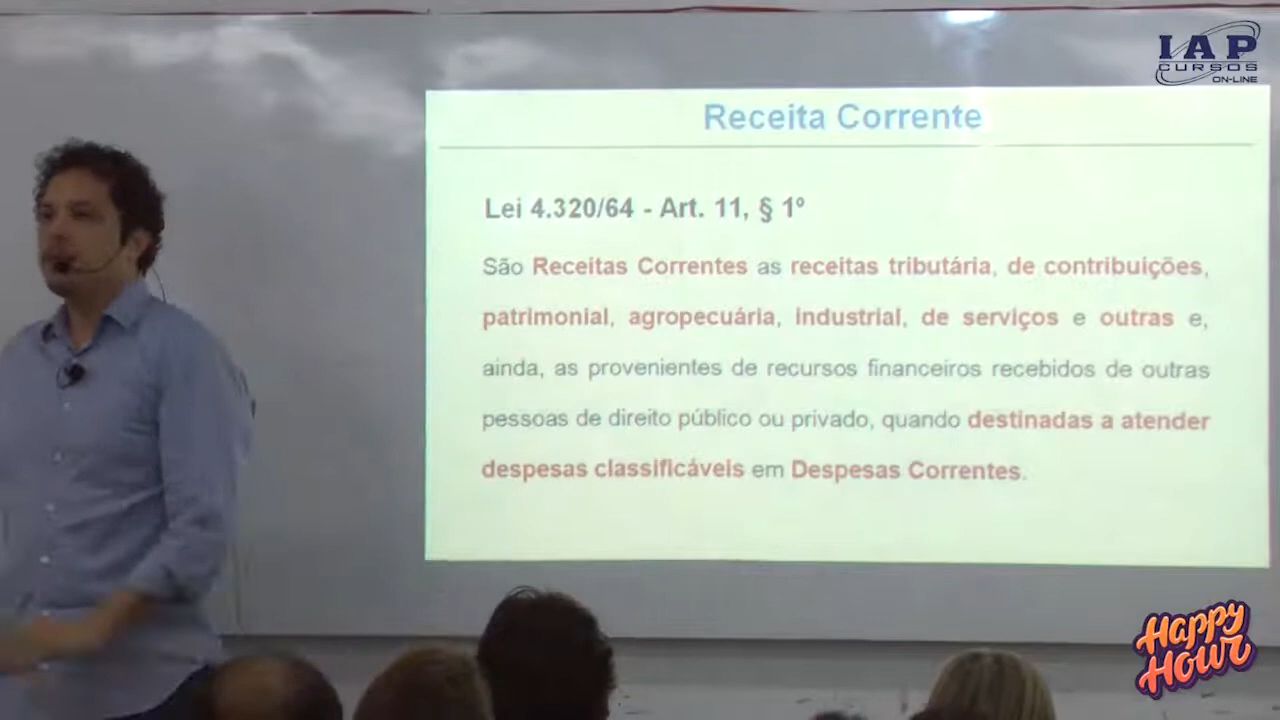 IAP
CURSOS
ON-LINE
Receita Corrente
Lei 4.320/64 - Art. 11, § 1º
São Receitas Correntes as receitas tributária, de contribuições,
patrimonial, agropecuária, industrial, de serviços e outras e,
ainda, as provenientes de recursos financeiros recebidos de outras
pessoas de direito público ou privado, quando destinadas a atender
despesas classificáveis em Despesas Correntes.
Happy
Hour